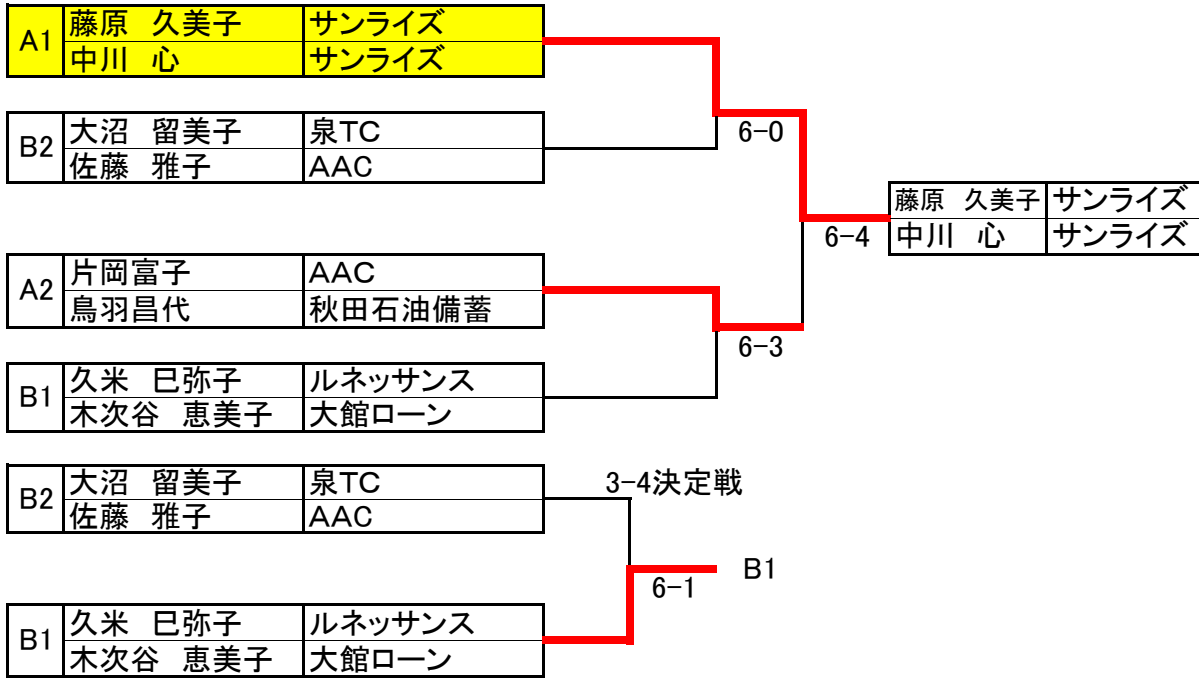 A1 藤原　久美子 サンライズ
中川　心 サンライズ
B2 大沼　留美子 泉TC
佐藤　雅子 AAC
6-0
藤原　久美子 サンライズ
6-4 中川　心 サンライズ
A2 片岡富子 AAC
鳥羽昌代 秋田石油備蓄
6-3
B1 久米　巳弥子 ルネッサンス
木次谷　恵美子 大館ローン
B2 大沼　留美子 泉TC
佐藤　雅子 AAC
3-4決定戦
6-1 B1
B1 久米　巳弥子 ルネッサンス
木次谷　恵美子 大館ローン